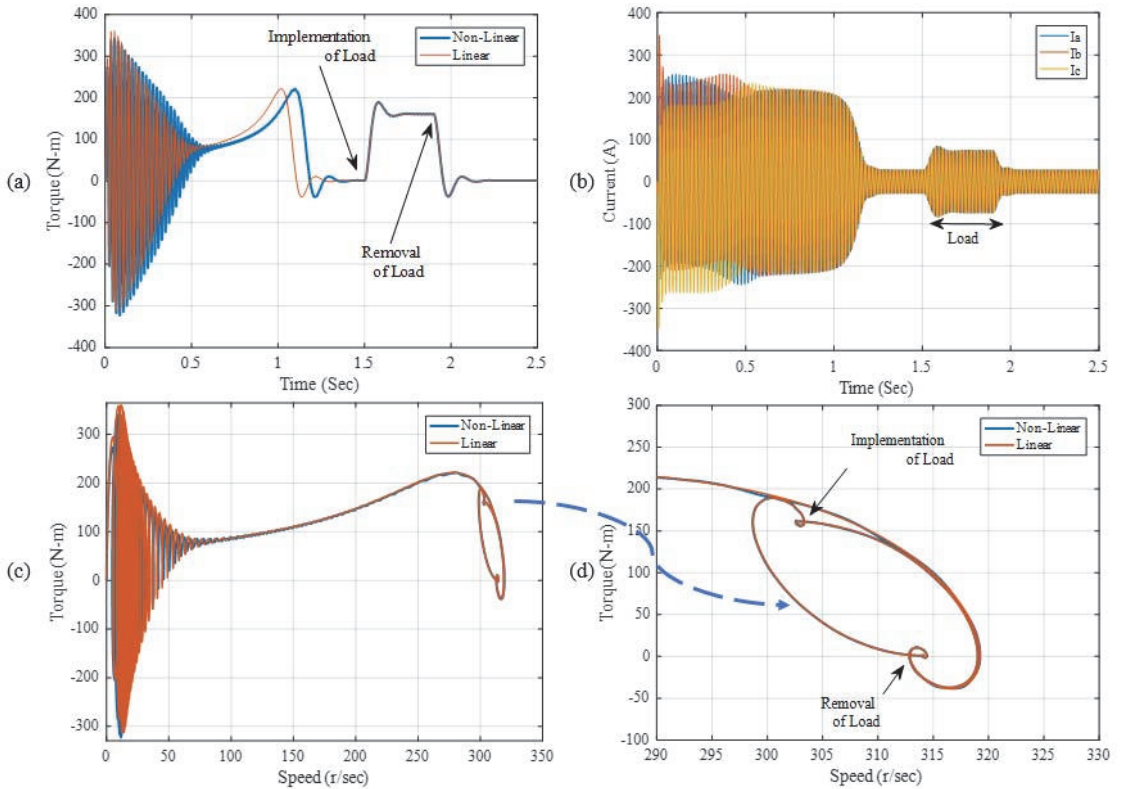 (a)
Torque (N-m)
400
300
200
100
0
-100
-200
-300
-400
0
0.5
1
1.5
2
2.5
Time (Sec)
Non-Linear
Linear
Implementation
of Load
Removal
of Load
(b)
Current (A)
400
300
200
100
0
-100
-200
-300
-400
0
0.5
1
1.5
2
2.5
Time (Sec)
Ia
Ib
Ic
Load
(c)
Torque (N-m)
300
200
100
0
-100
-200
-300
0
50
100
150
200
250
300
350
Speed (r/sec)
Non-Linear
Linear
(d)
Torque (N-m)
300
250
200
150
100
50
0
-50
-100
290
295
300
305
310
315
320
325
330
Speed (r/sec)
Non-Linear
Linear
Implementation
of Load
Removal
of Load